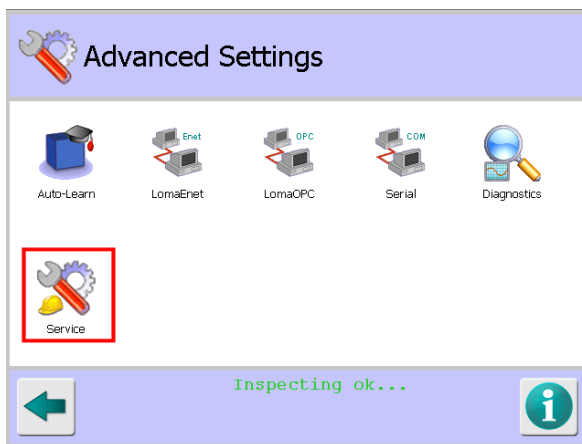 Advanced Settings
Enet
OPC
COM
Auto-Learn
LomaEnet
LomaOPC
Serial
Diagnostics
Service
Inspecting ok...
i